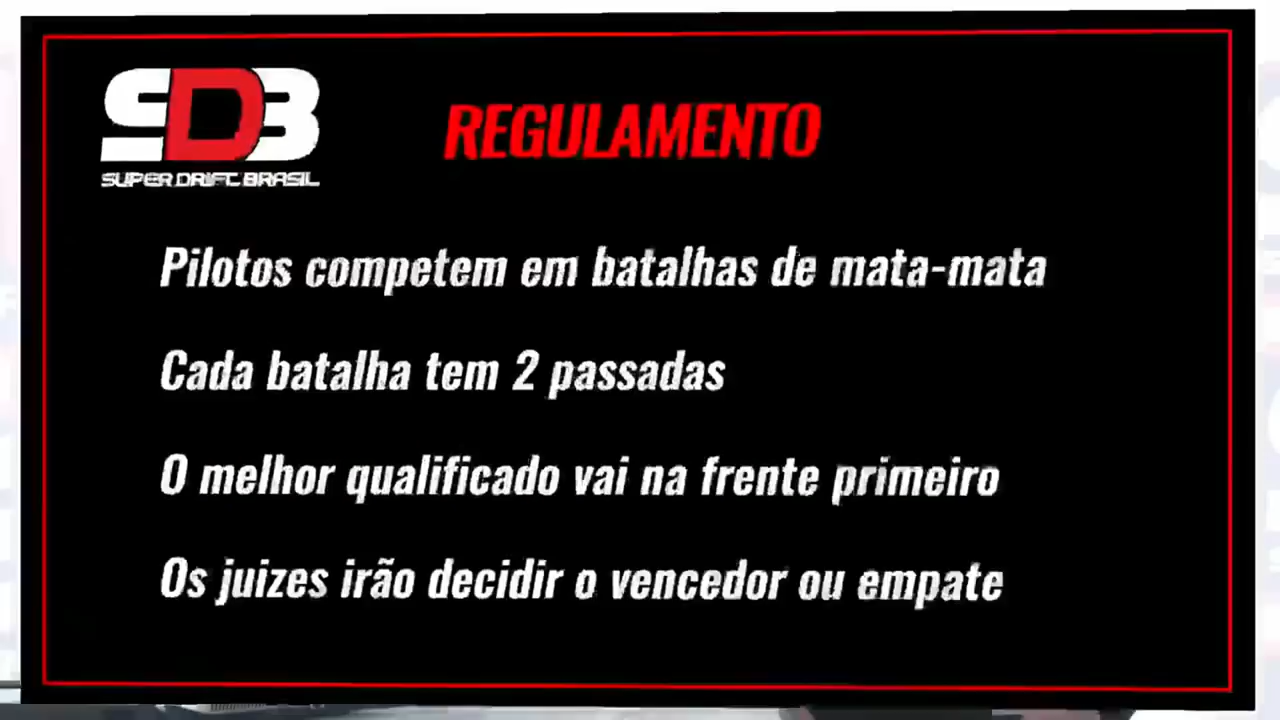 SDB
SUPER DRIFT BRASIL
REGULAMENTO
Pilotos competem em batalhas de mata-mata
Cada batalha tem 2 passadas
O melhor qualificado vai na frente primeiro
Os juizes irão decidir o vencedor ou empate